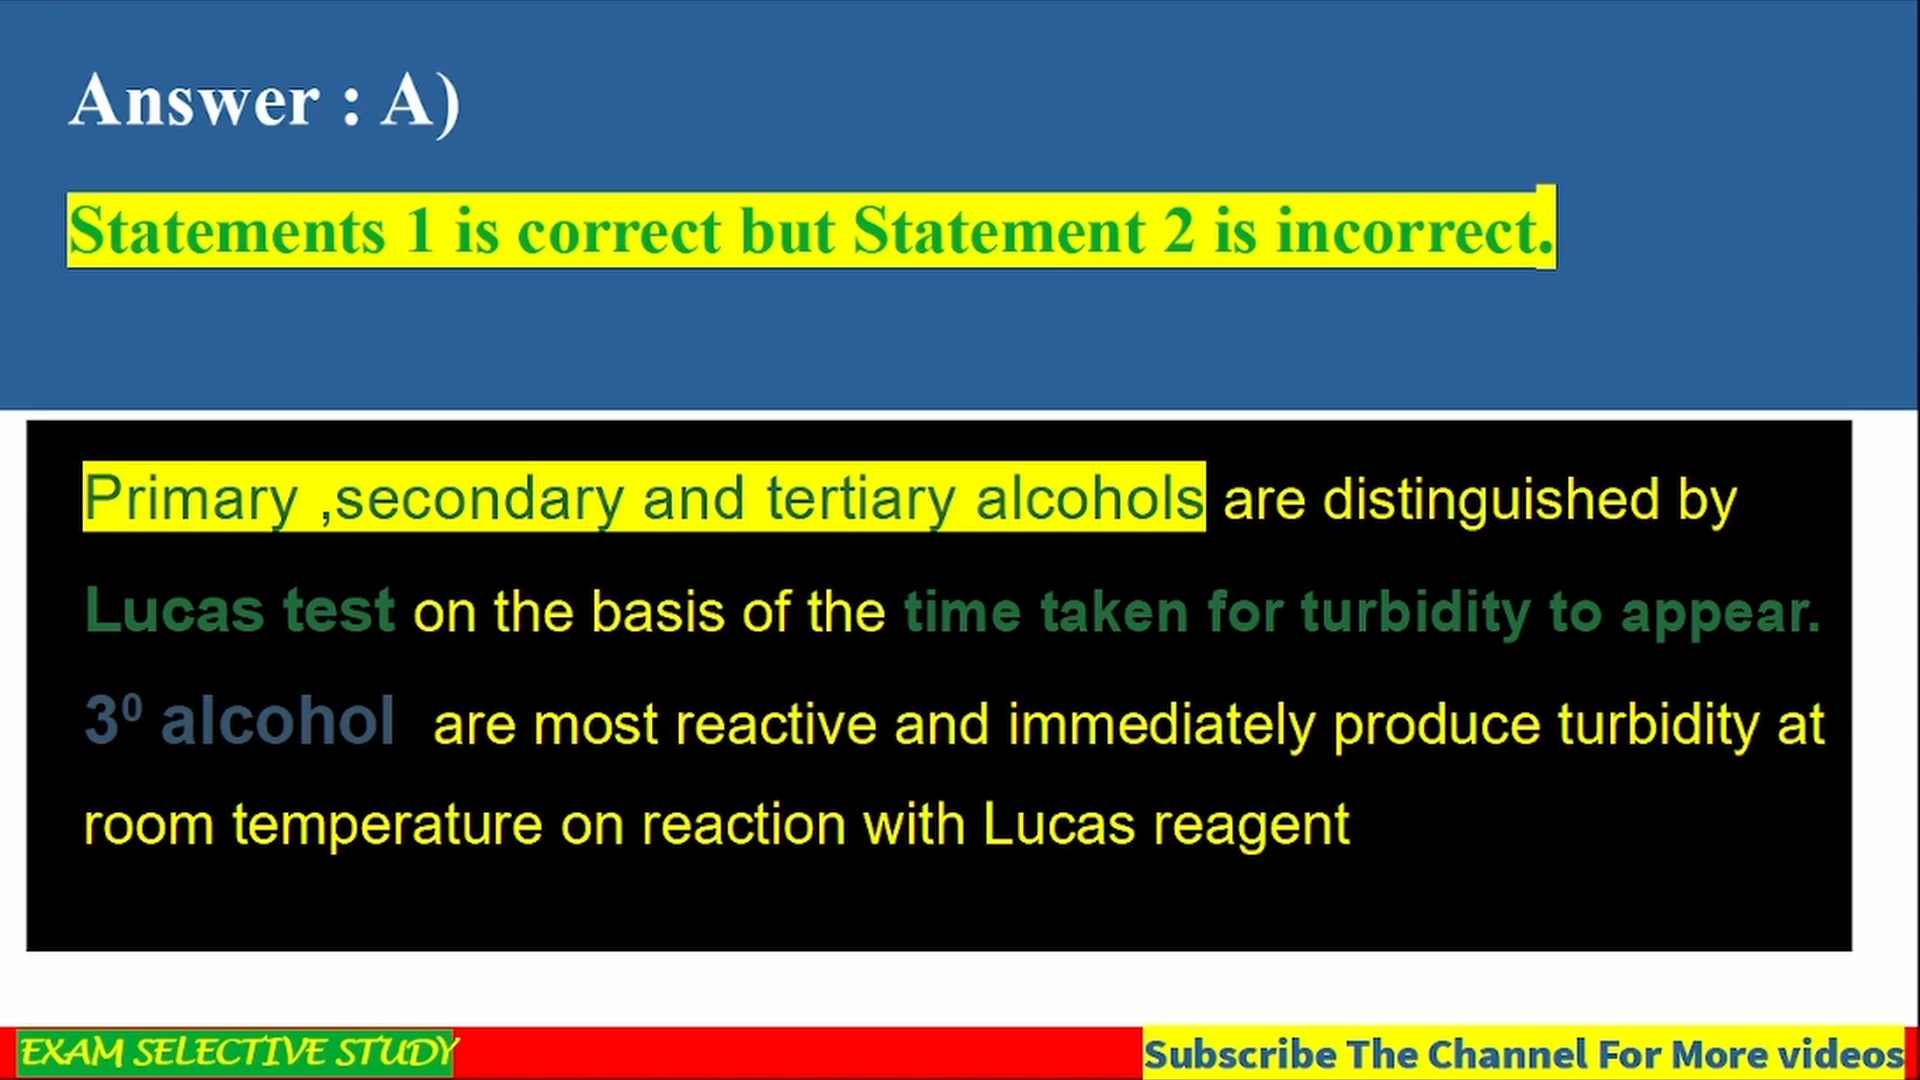 Answer : A)
Statements 1 is correct but Statement 2 is incorrect.
Primary ,secondary and tertiary alcohols are distinguished by
Lucas test on the basis of the time taken for turbidity to appear.
3⁰ alcohol are most reactive and immediately produce turbidity at
room temperature on reaction with Lucas reagent
EXAM SELECTIVE STUDY
Subscribe The Channel For More videos